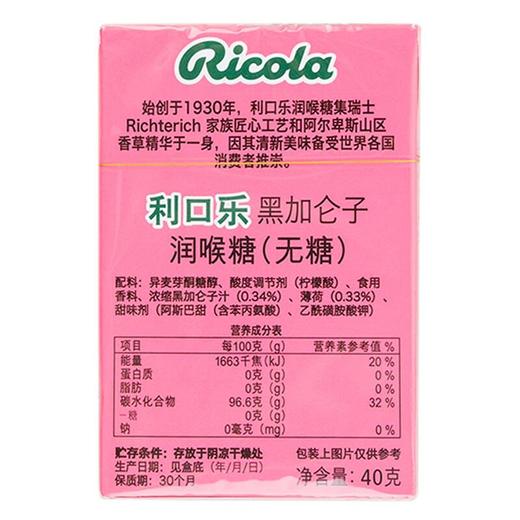 Ricola
始创于1930年，利口乐润喉糖集瑞士
Richterich 家族匠心工艺和阿尔卑斯山区
香草精华于一身，因其清新美味备受世界各国
消费者推崇。
利口乐 黑加仑子
润喉糖（无糖）
配料：异麦芽酮糖醇、酸度调节剂（柠檬酸）、食用
香料、浓缩黑加仑子汁（0.34%）、薄荷（0.33%）、
甜味剂（阿斯巴甜（含苯丙氨酸）、乙酰磺胺酸钾）
营养成分表
项目 每100克（g） 营养素参考值 %
能量 1663千焦(kJ) 20 %
蛋白质 0克 (g) 0 %
脂肪 0克 (g) 0 %
碳水化合物 96.6克 (g) 32 %
－糖 0克 (g)
钠 0毫克 (mg) 0 %
贮存条件：存放于阴凉干燥处
生产日期：见盒底（年/月/日）
保质期：30个月
包装上图片仅供参考
净含量：40克